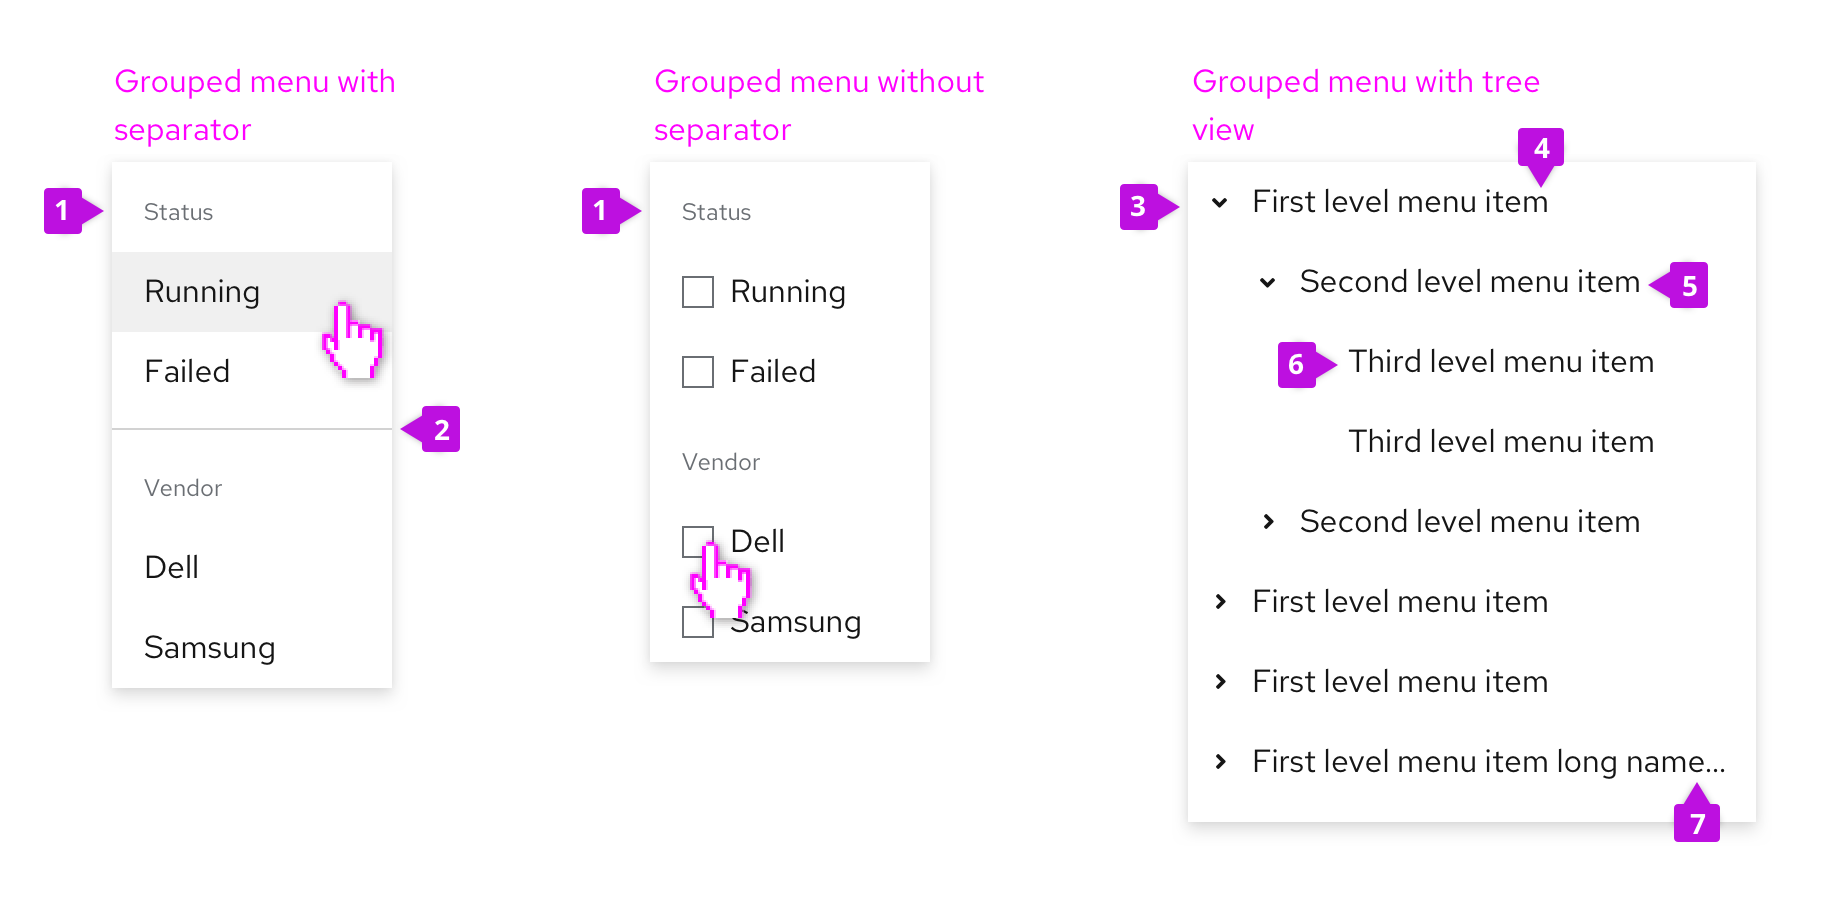 Grouped menu with
separator
1
Status
Running
Failed
2
Vendor
Dell
Samsung
Grouped menu without
separator
1
Status
Running
Failed
Vendor
Dell
Samsung
Grouped menu with tree
view
4
3
First level menu item
Second level menu item
5
6
Third level menu item
Third level menu item
Second level menu item
First level menu item
First level menu item
First level menu item long name...
7